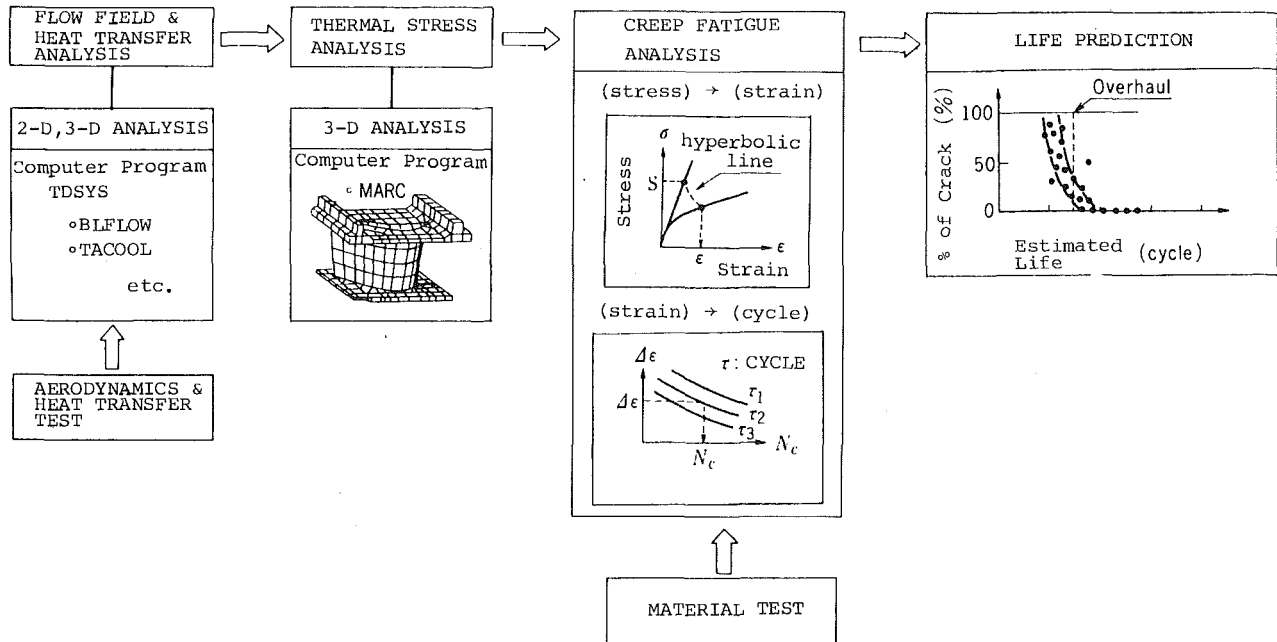 FLOW FIELD &
HEAT TRANSFER
ANALYSIS
2-D,3-D ANALYSIS
Computer Program
TDSYS
∘BLFLOW
∘TACOOL
etc.
AERODYNAMICS &
HEAT TRANSFER
TEST
THERMAL STRESS
ANALYSIS
3-D ANALYSIS
Computer Program
∘ MARC
CREEP FATIGUE
ANALYSIS
(stress) → (strain)
σ
hyperbolic
line
S
Stress
ε
ε
Strain
(strain) → (cycle)
Δε
τ: CYCLE
Δε
τ1
τ2
τ3
Nc
Nc
MATERIAL TEST
LIFE PREDICTION
% of Crack (%)
Overhaul
100
50
0
Estimated
Life
(cycle)